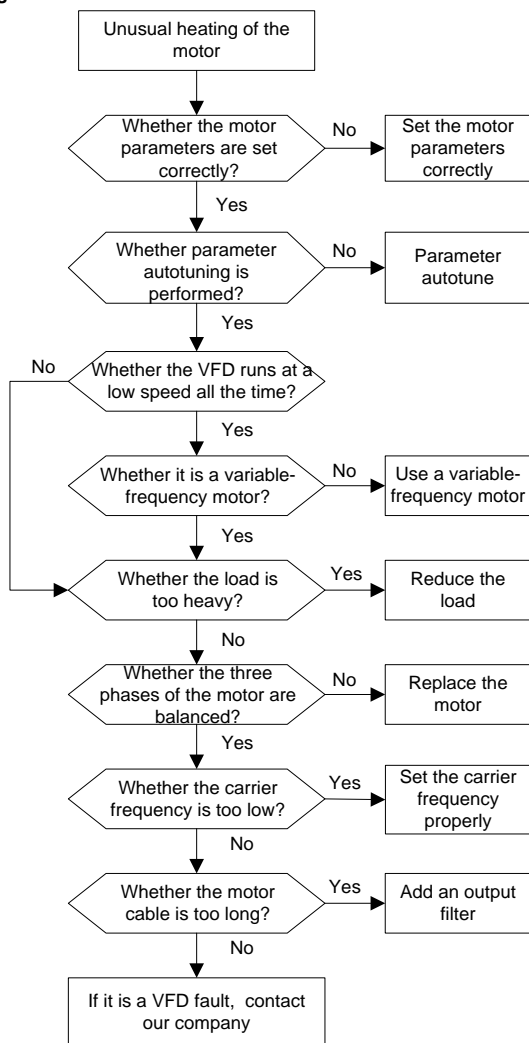 Unusual heating of the
motor
Whether the motor
parameters are set
correctly?
No
Set the motor
parameters
correctly
Yes
Whether parameter
autotuning is
performed?
No
Parameter
autotune
Yes
No
Whether the VFD runs at a
low speed all the time?
Yes
Whether it is a variable-
frequency motor?
No
Use a variable-
frequency motor
Yes
Whether the load is
too heavy?
Yes
Reduce the
load
No
Whether the three
phases of the motor are
balanced?
No
Replace the
motor
Yes
Whether the carrier
frequency is too low?
Yes
Set the carrier
frequency
properly
No
Whether the motor
cable is too long?
Yes
Add an output
filter
No
If it is a VFD fault, contact
our company